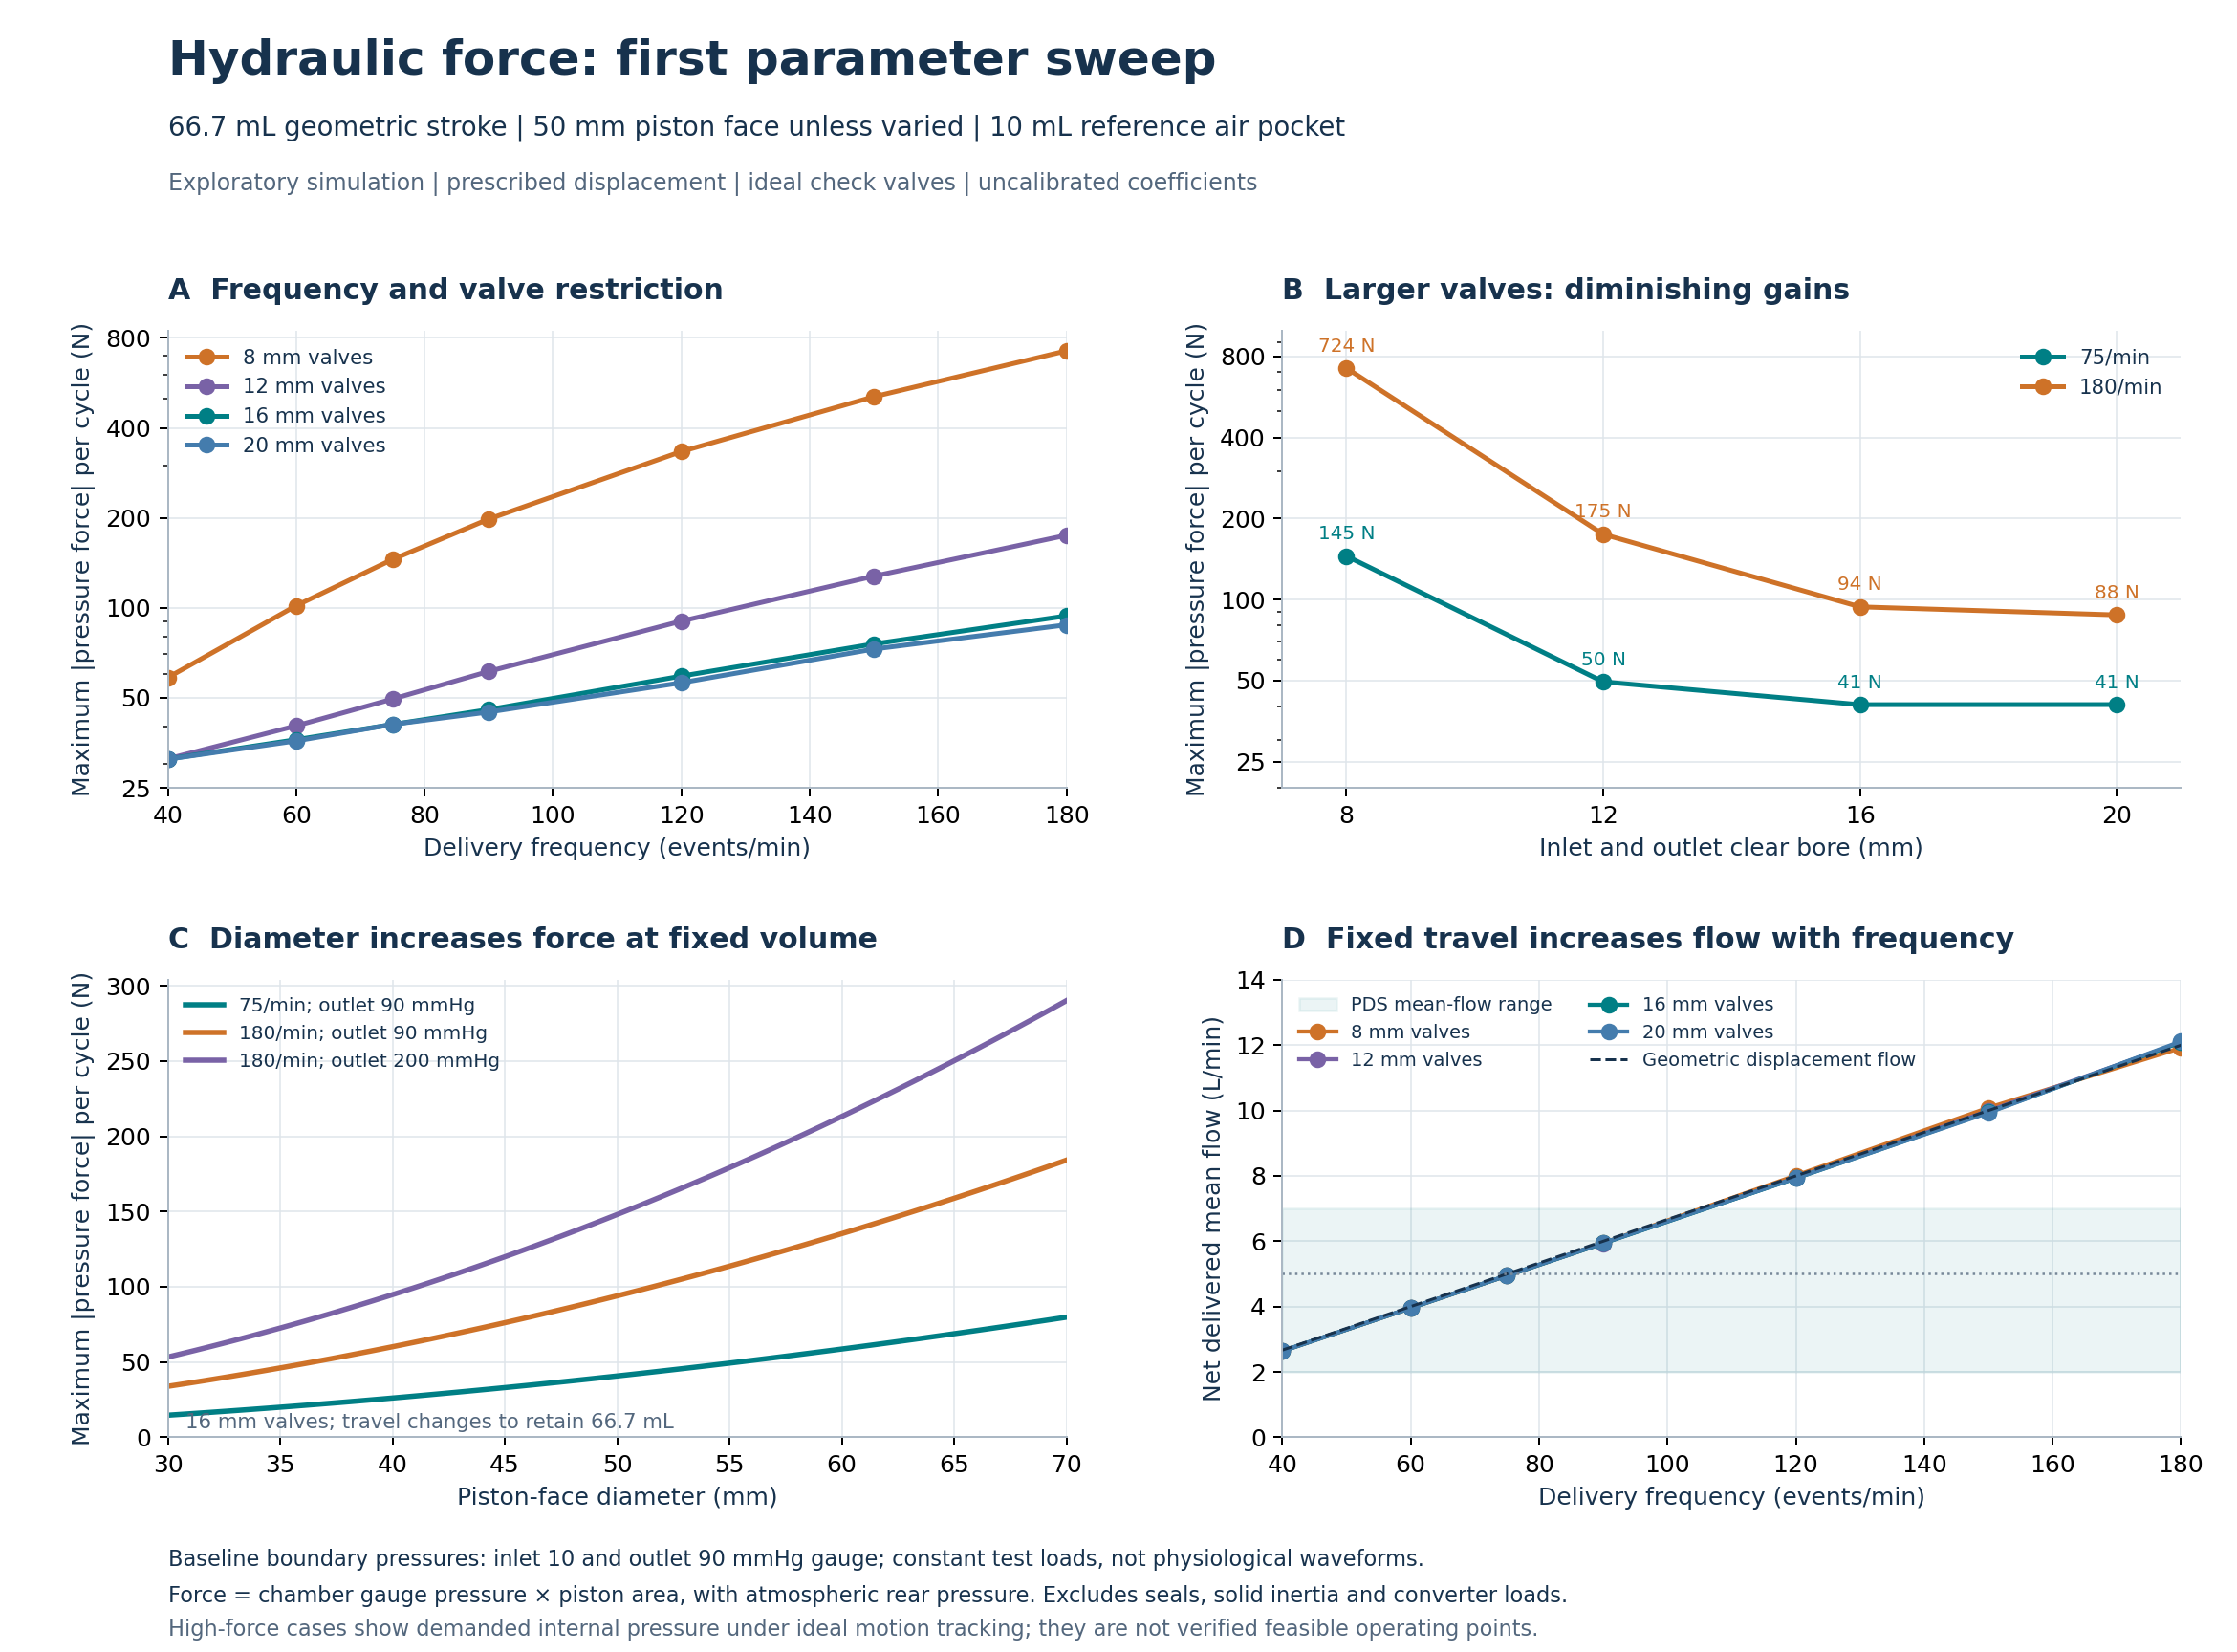 Hydraulic force: first parameter sweep
66.7 mL geometric stroke | 50 mm piston face unless varied | 10 mL reference air pocket
Exploratory simulation | prescribed displacement | ideal check valves | uncalibrated coefficients
A Frequency and valve restriction
Maximum |pressure force| per cycle (N)
800
400
200
100
50
25
8 mm valves
12 mm valves
16 mm valves
20 mm valves
40 60 80 100 120 140 160 180
Delivery frequency (events/min)
B Larger valves: diminishing gains
Maximum |pressure force| per cycle (N)
800
400
200
100
50
25
75/min
180/min
724 N
175 N
94 N
88 N
145 N
50 N
41 N
41 N
8 12 16 20
Inlet and outlet clear bore (mm)
C Diameter increases force at fixed volume
Maximum |pressure force| per cycle (N)
300
250
200
150
100
50
0
75/min; outlet 90 mmHg
180/min; outlet 90 mmHg
180/min; outlet 200 mmHg
16 mm valves; travel changes to retain 66.7 mL
30 35 40 45 50 55 60 65 70
Piston-face diameter (mm)
D Fixed travel increases flow with frequency
Net delivered mean flow (L/min)
14
12
10
8
6
4
2
0
PDS mean-flow range
8 mm valves
12 mm valves
16 mm valves
20 mm valves
Geometric displacement flow
40 60 80 100 120 140 160 180
Delivery frequency (events/min)
Baseline boundary pressures: inlet 10 and outlet 90 mmHg gauge; constant test loads, not physiological waveforms.
Force = chamber gauge pressure × piston area, with atmospheric rear pressure. Excludes seals, solid inertia and converter loads.
High-force cases show demanded internal pressure under ideal motion tracking; they are not verified feasible operating points.